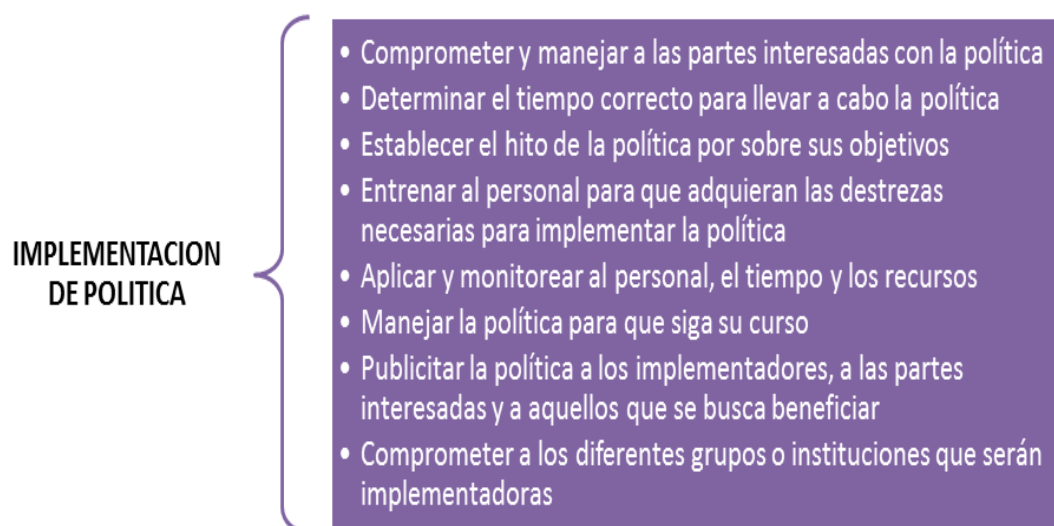 IMPLEMENTACION
DE POLITICA
• Comprometer y manejar a las partes interesadas con la política
• Determinar el tiempo correcto para llevar a cabo la política
• Establecer el hito de la política por sobre sus objetivos
• Entrenar al personal para que adquieran las destrezas
necesarias para implementar la política
• Aplicar y monitorear al personal, el tiempo y los recursos
• Manejar la política para que siga su curso
• Publicitar la política a los implementadores, a las partes
interesadas y a aquellos que se busca beneficiar
• Comprometer a los diferentes grupos o instituciones que serán
implementadoras